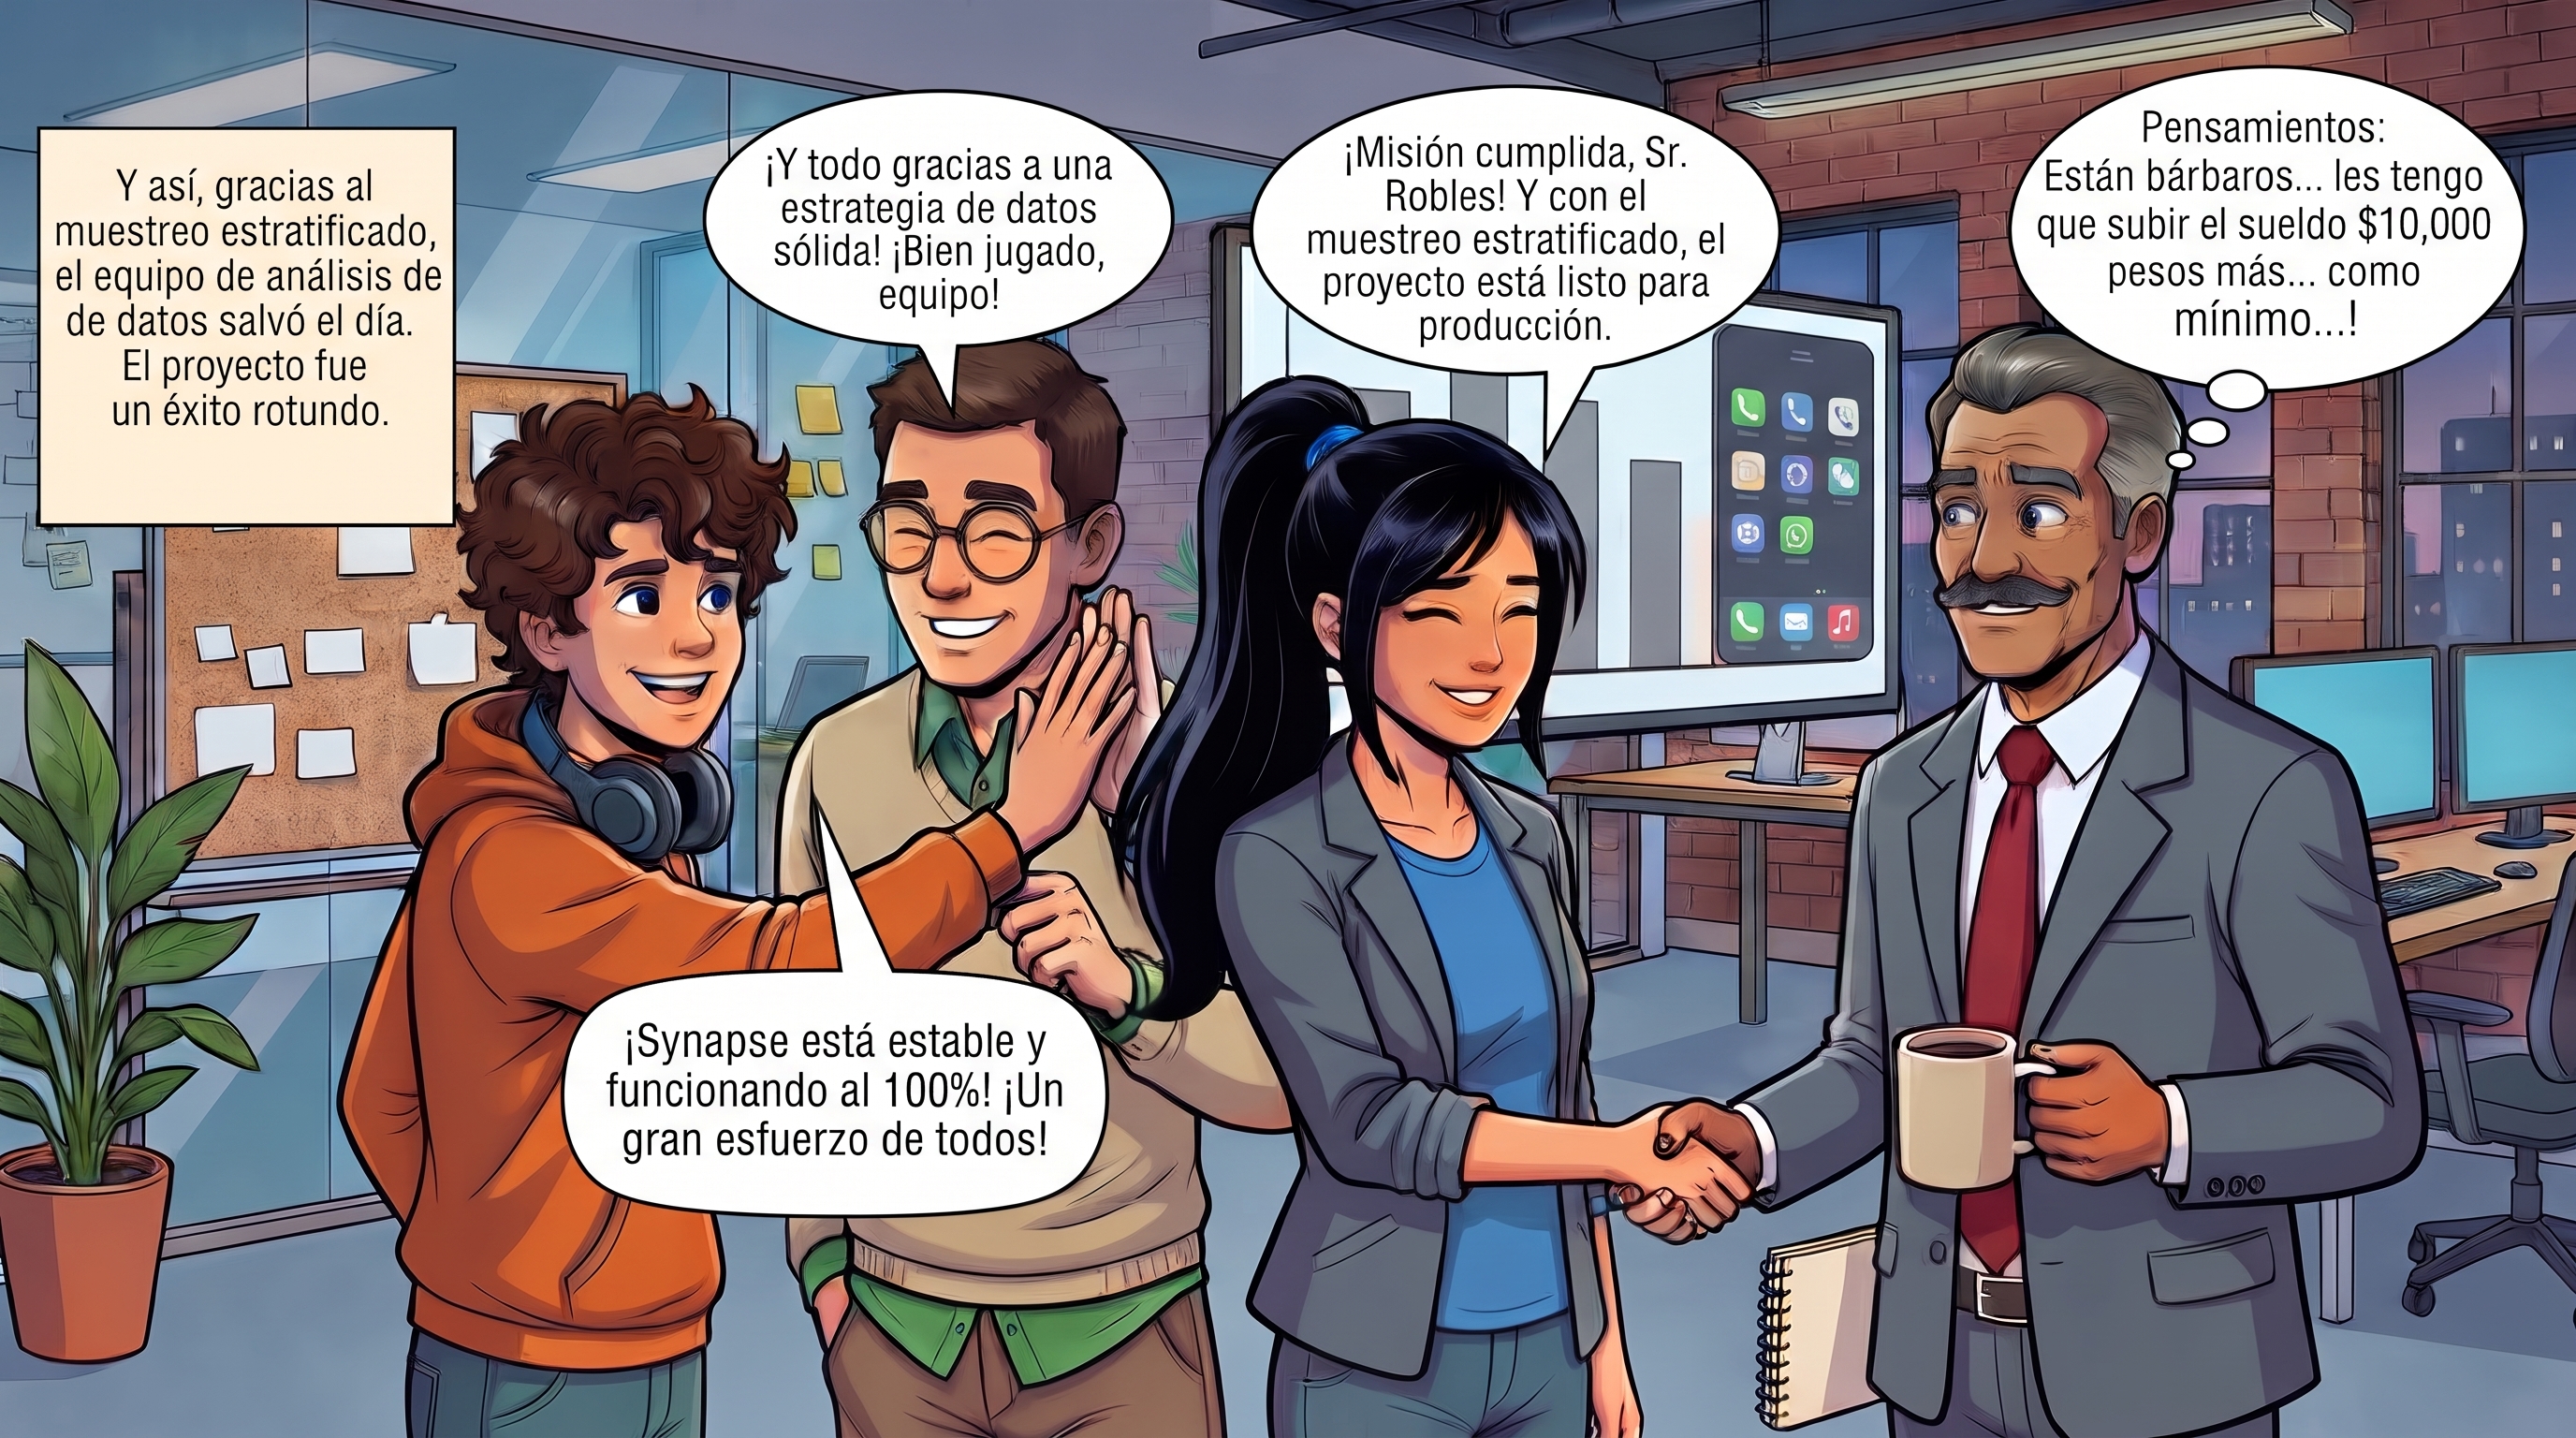 Y así, gracias al
muestreo estratificado,
el equipo de análisis de
de datos salvó el día.
El proyecto fue
un éxito rotundo.
¡Y todo gracias a una
estrategia de datos
sólida! ¡Bien jugado,
equipo!
¡Misión cumplida, Sr.
Robles! Y con el
muestreo estratificado, el
proyecto está listo para
producción.
Pensamientos:
Están bárbaros... les tengo
que subir el sueldo $10,000
pesos más... como
mínimo...!
¡Synapse está estable y
funcionando al 100%! ¡Un
gran esfuerzo de todos!